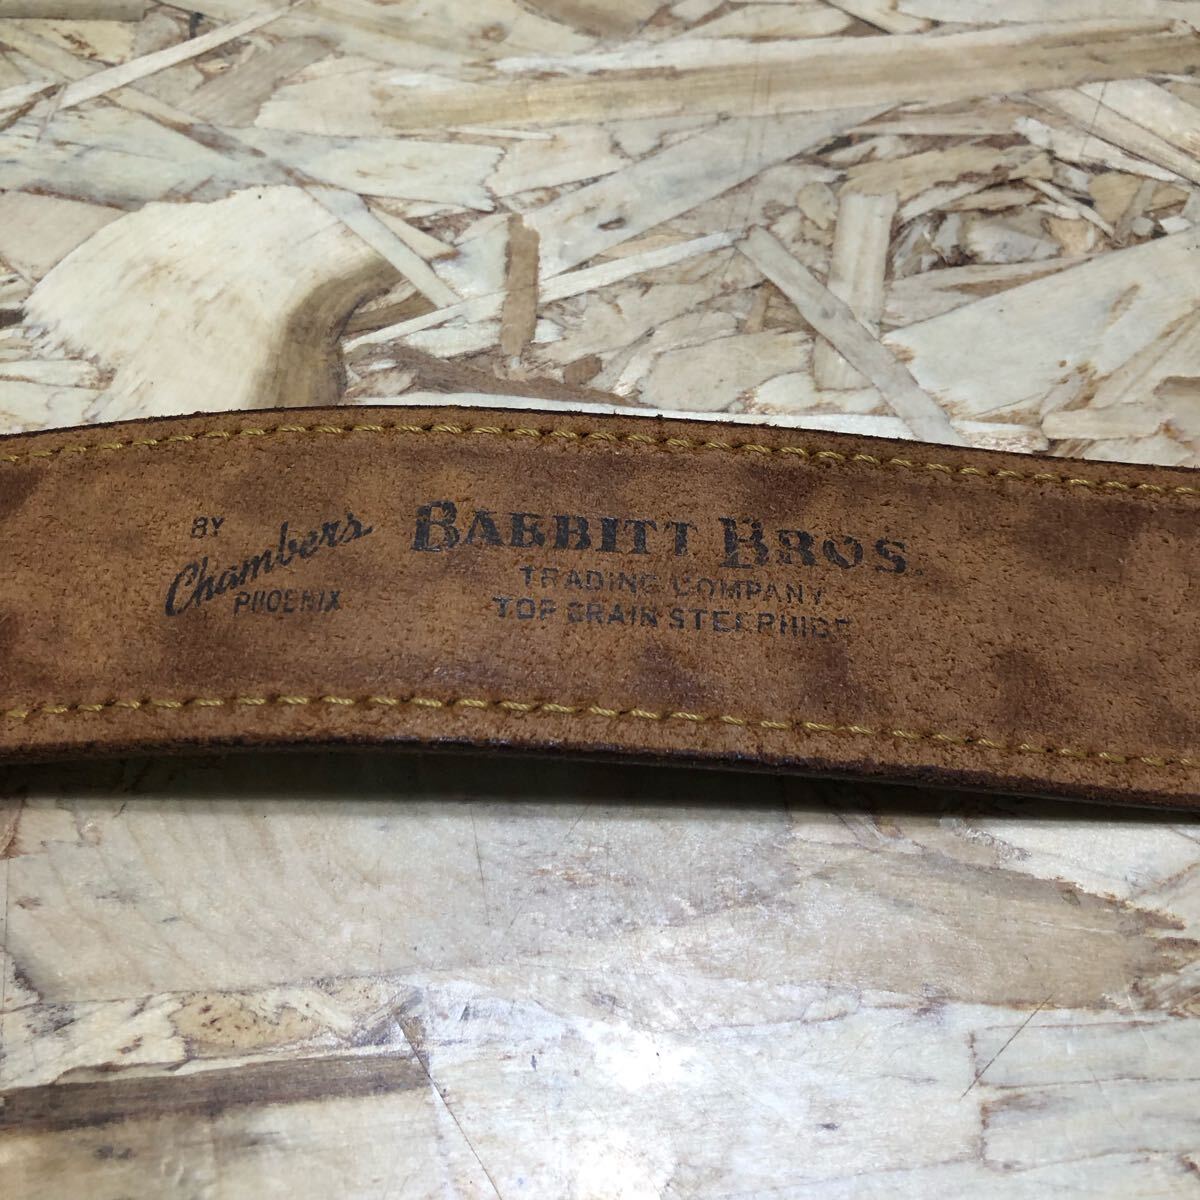 BY
Chambers
PHOENIX
BABBITT BROS.
TRADING COMPANY
TOP GRAIN STEERHIDE